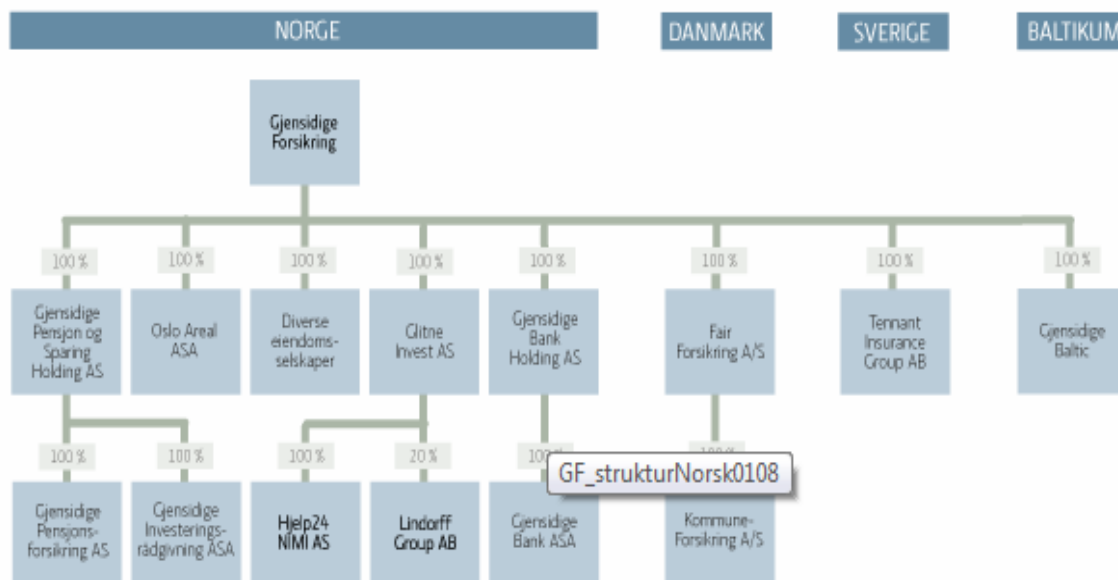 NORGE
DANMARK
SVERIGE
BALTIKUM
Gjensidige
Forsikring
100 %
100 %
100 %
100 %
100 %
100 %
100 %
100 %
Gjensidige
Pensjon og
Sparing
Holding AS
Oslo Areal
ASA
Diverse
eiendoms-
selskaper
Glitne
Invest AS
Gjensidige
Bank
Holding AS
Fair
Forsikring A/S
Tennant
Insurance
Group AB
Gjensidige
Baltic
100 %
100 %
100 %
20 %
100 %
GF_strukturNorsk0108
Gjensidige
Pensjons-
forsikring AS
Gjensidige
Investerings-
rådgivning ASA
Hjelp24
NIMI AS
Lindorff
Group AB
Gjensidige
Bank ASA
Kommune-
Forsikring A/S